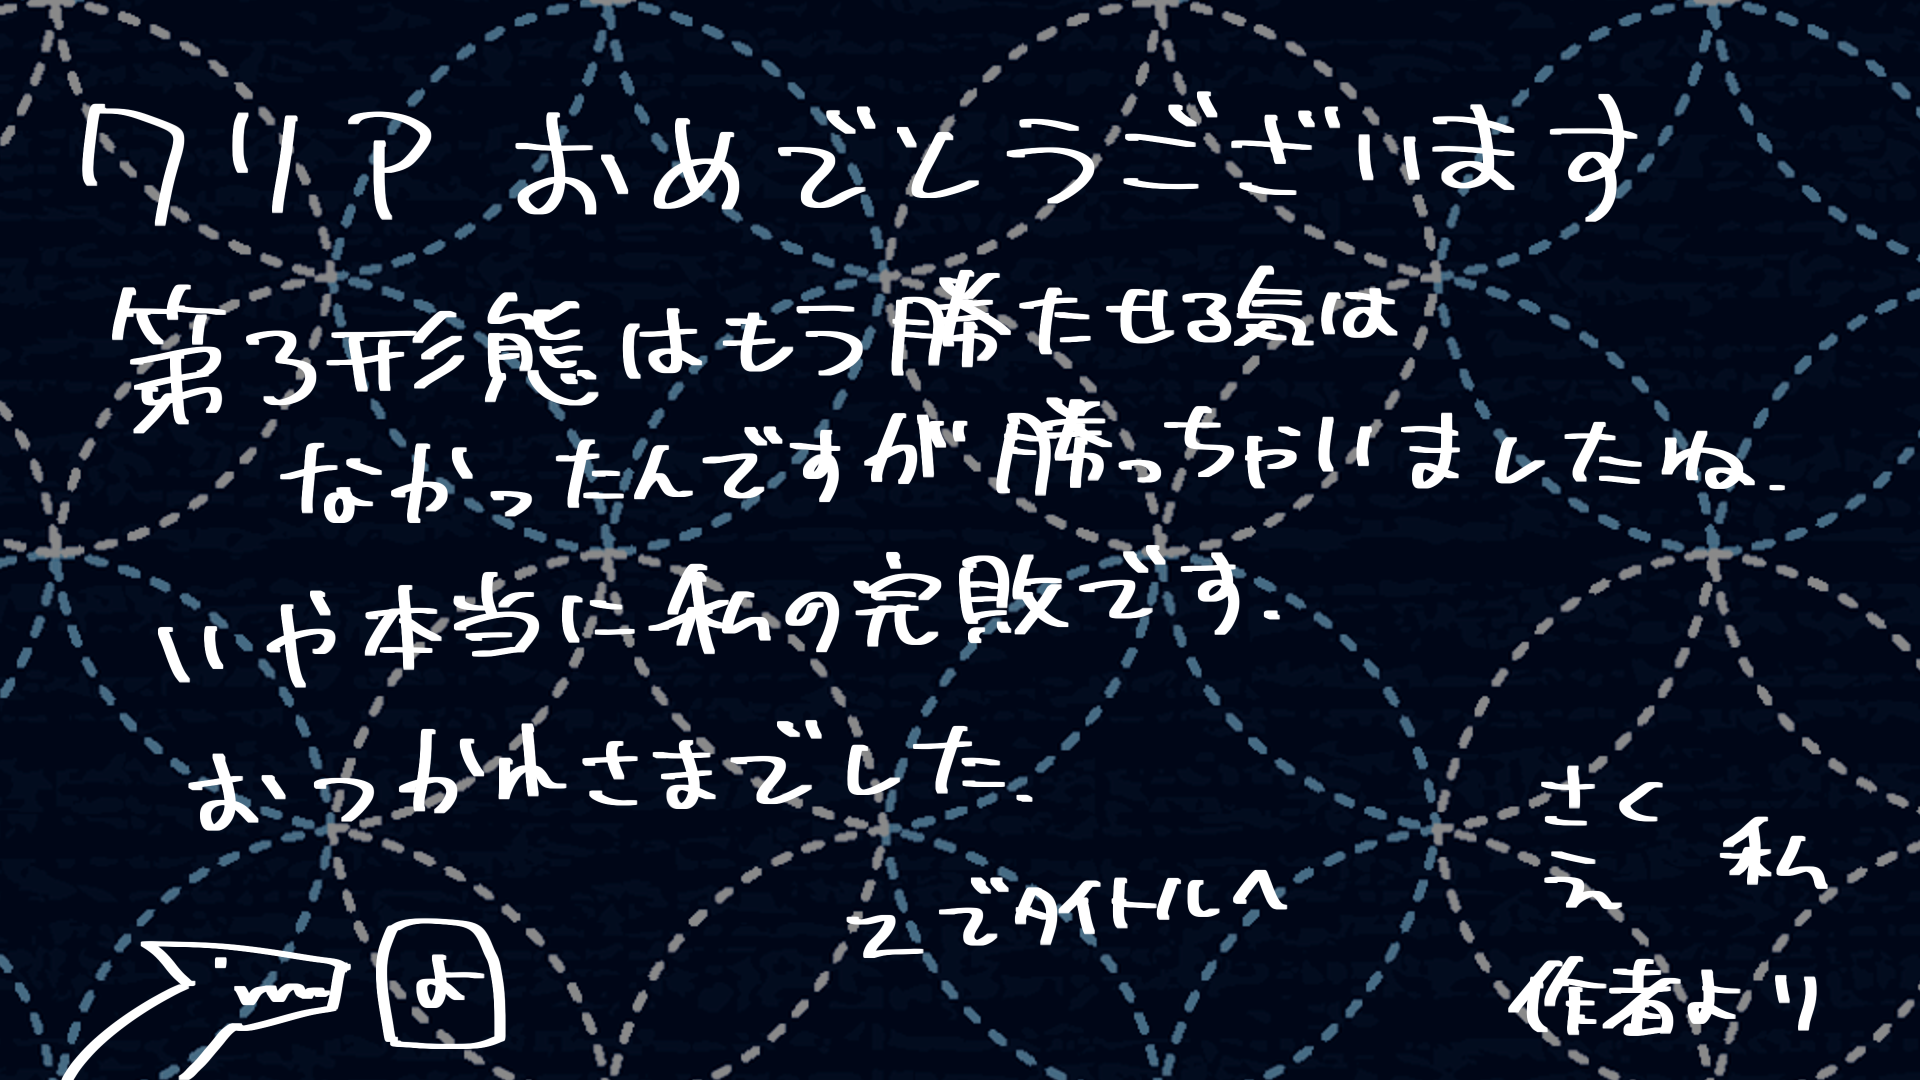 クリア おめでとうございます
第3形態はもう勝たせる気は
なかったんですが勝っちゃいましたね.
いや本当に私の完敗です.
おつかれさまでした.
Zでタイトルへ
さく
え 私
作者より
よ